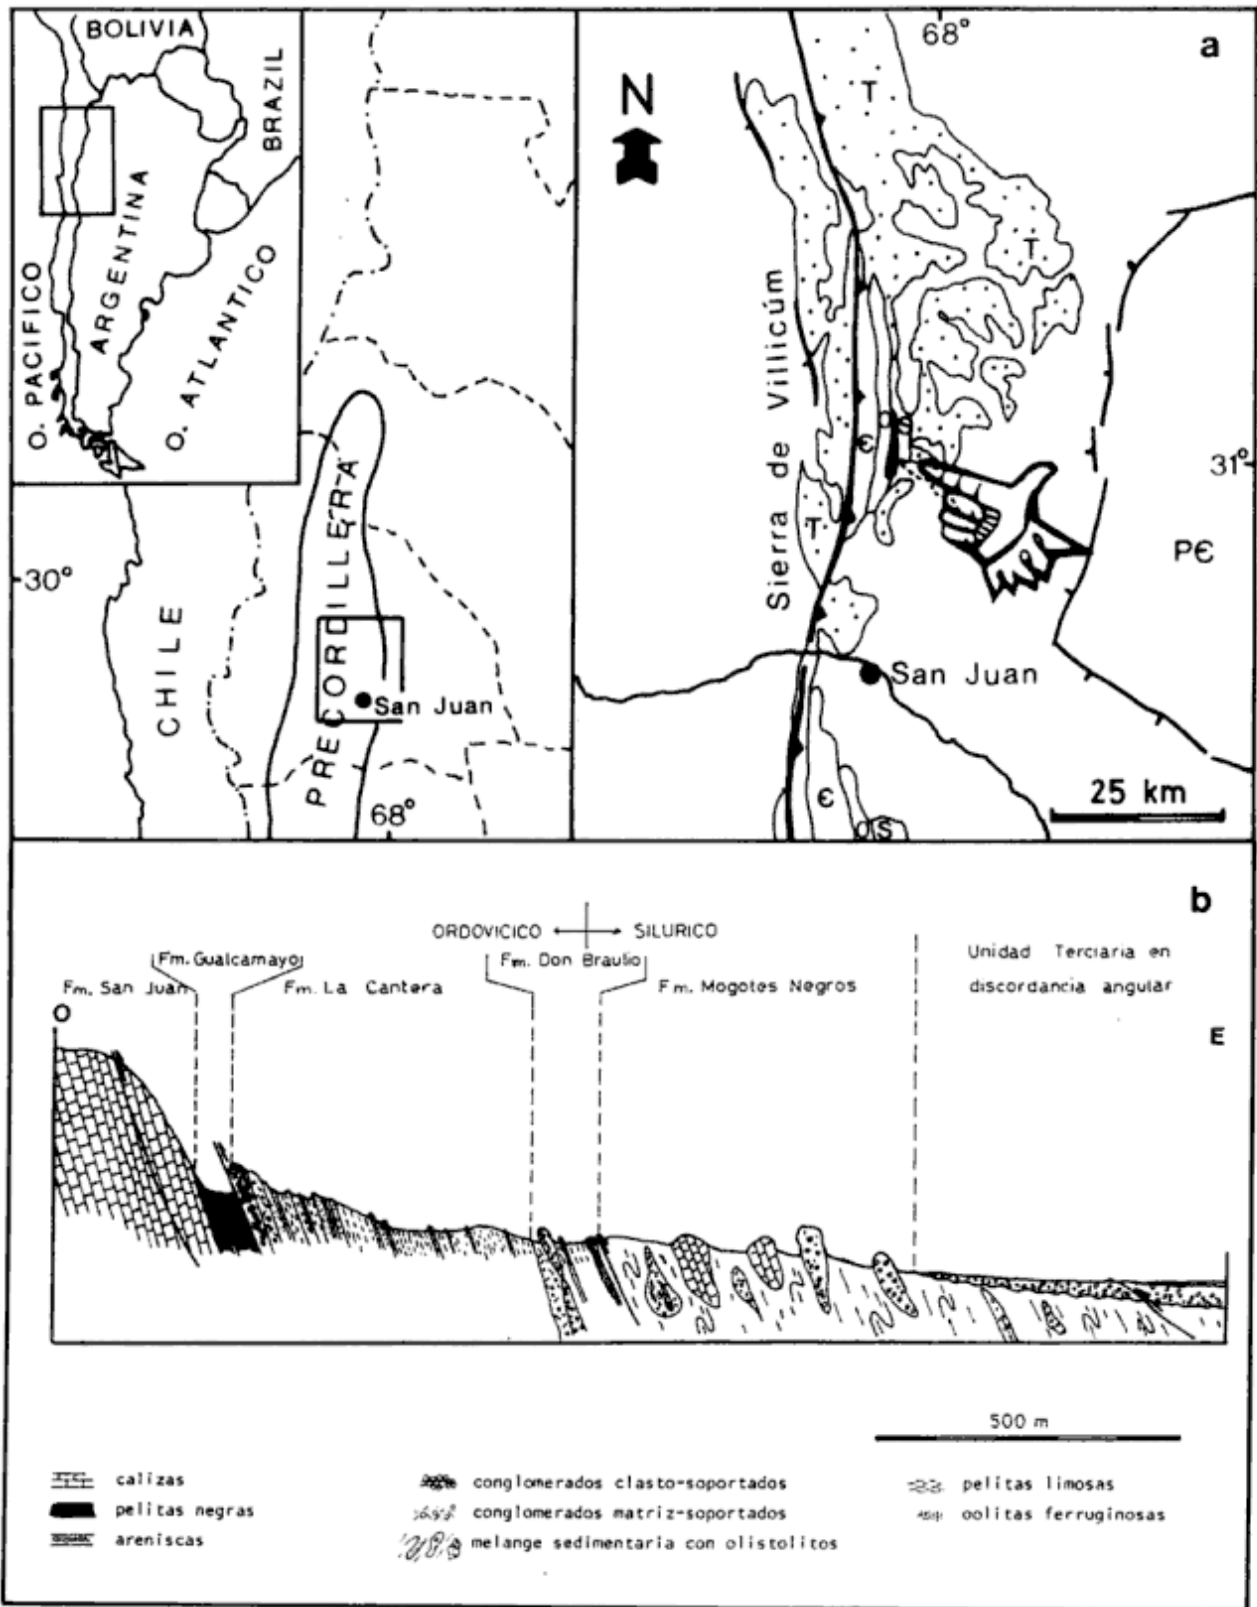 BOLIVIA
BRAZIL
ARGENTINA
O. PACIFICO
O. ATLANTICO
30°
CHILE
PRECORDILLERA
San Juan
68°
68°
a
N
T
T
Sierra de Villicúm
O
S
Є
31°
T
PЄ
San Juan
Є
O S
25 km
b
ORDOVICICO SILURICO
Fm. Gualcamayo Fm. Don Braulio Unidad Terciaria en
Fm. San Juan Fm. La Cantera Fm. Mogotes Negros discordancia angular
O
E
500 m
calizas conglomerados clasto-soportados pelitas limosas
pelitas negras conglomerados matriz-soportados oolitas ferruginosas
areniscas melange sedimentaria con olistolitos